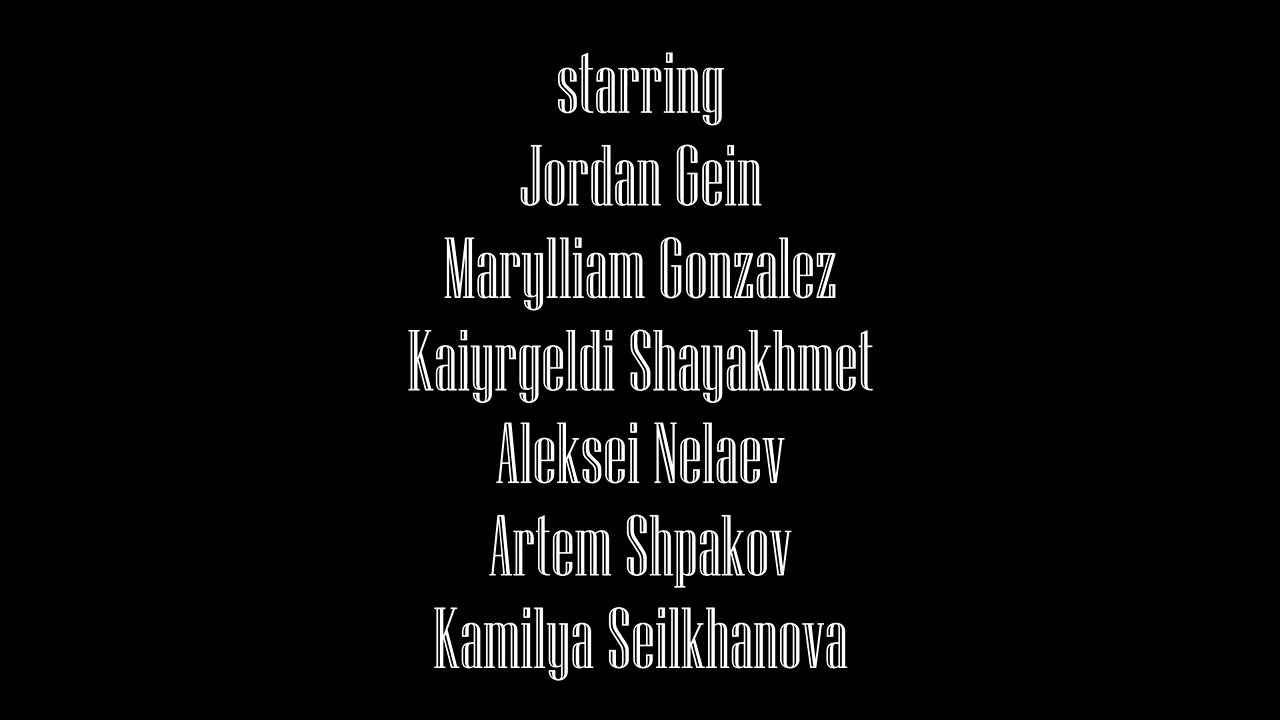 starring
Jordan Gein
Marylliam Gonzalez
Kaiyrgeldi Shayakhmet
Aleksei Nelaev
Artem Shpakov
Kamilya Seilkhanova